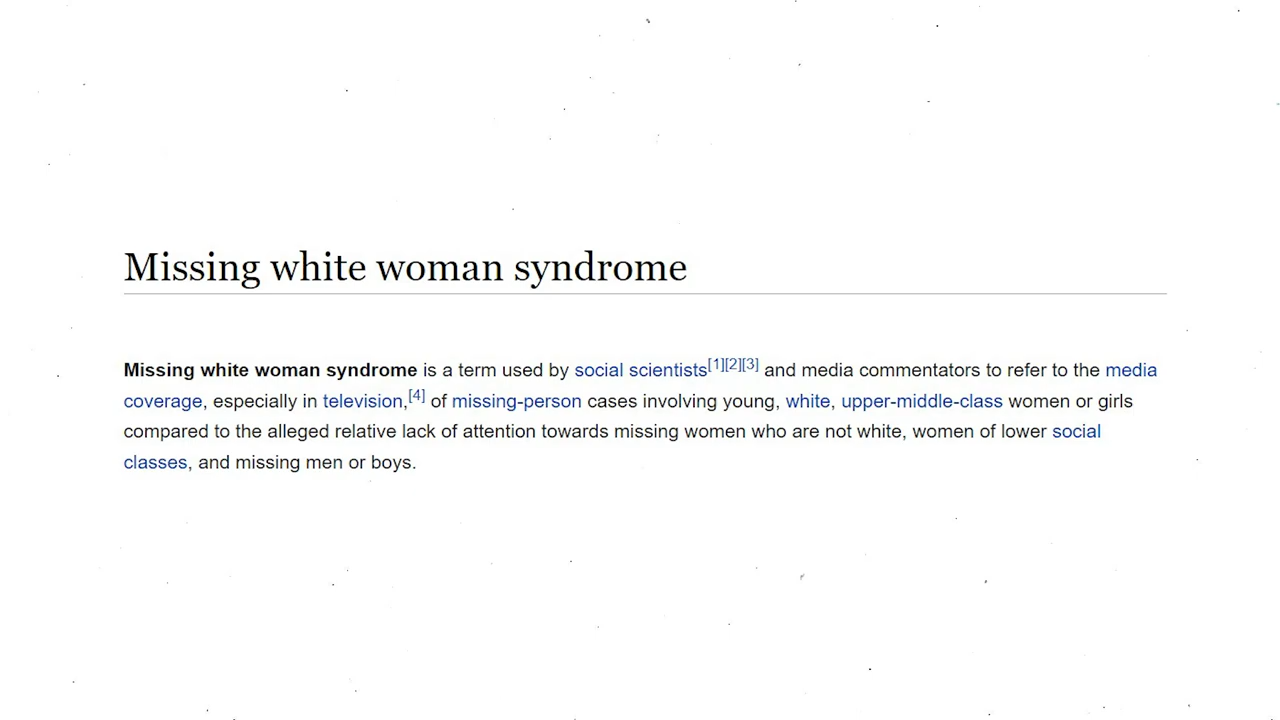 Missing white woman syndrome
Missing white woman syndrome is a term used by social scientists[1][2][3] and media commentators to refer to the media
coverage, especially in television,[4] of missing-person cases involving young, white, upper-middle-class women or girls
compared to the alleged relative lack of attention towards missing women who are not white, women of lower social
classes, and missing men or boys.